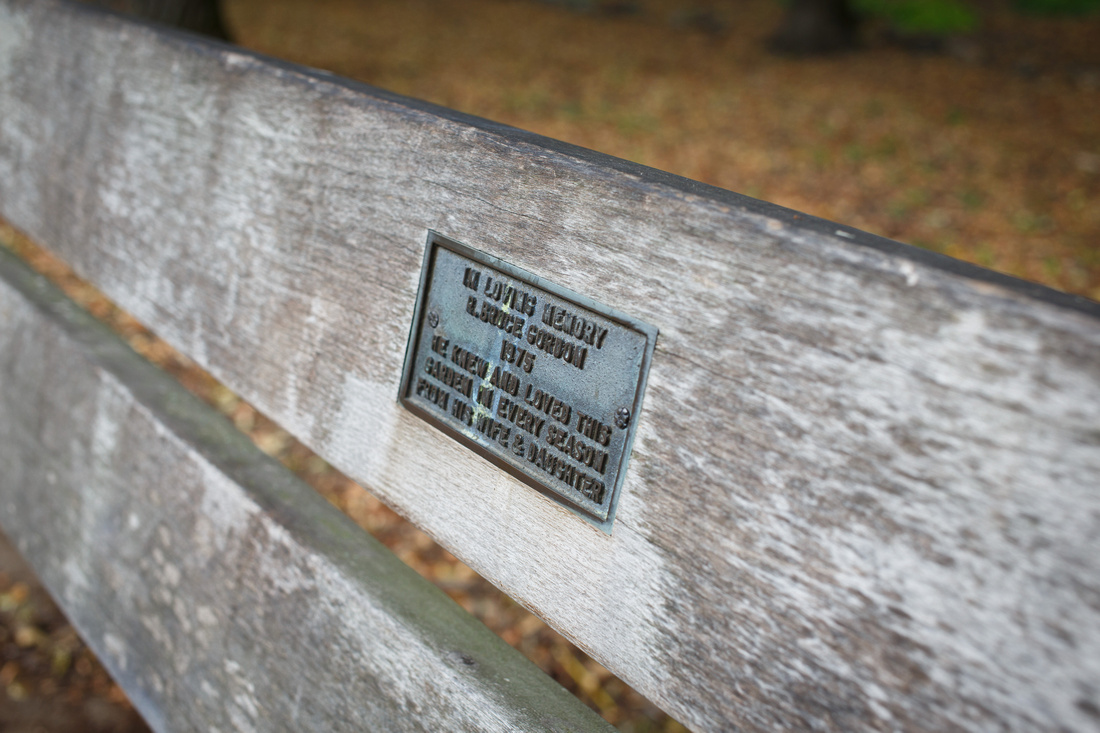 IN LOVING MEMORY
R.BRUCE GORDON
1975
HE KNEW AND LOVED THIS
GARDEN IN EVERY SEASON
FROM HIS WIFE & DAUGHTER